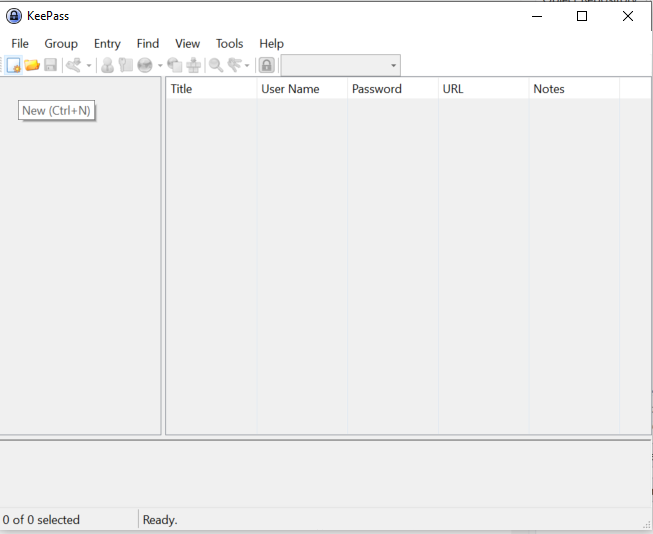 KeePass
File Group Entry Find View Tools Help
Title User Name Password URL Notes
New (Ctrl+N)
0 of 0 selected Ready.